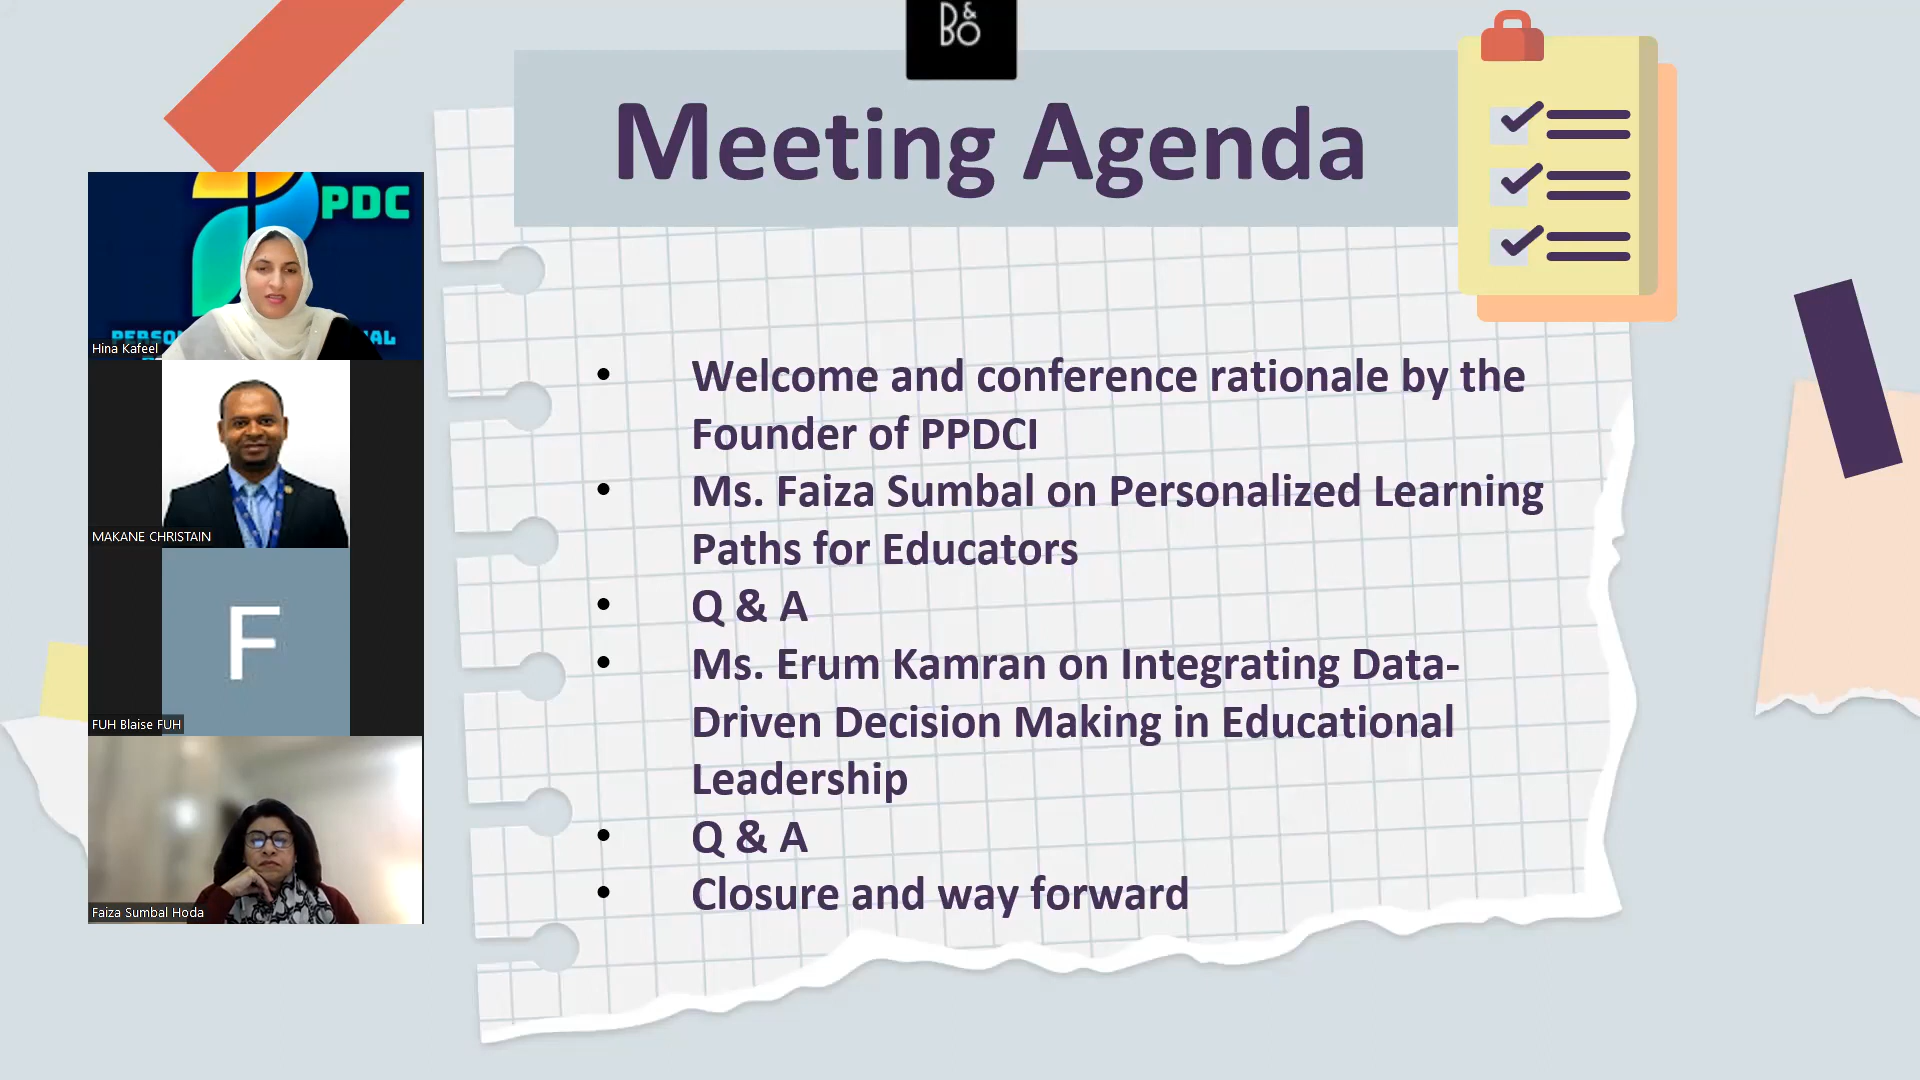 B&O
Meeting Agenda
PPDC
Hina Kafeel
MAKANE CHRISTAIN
F
FUH Blaise FUH
Faiza Sumbal Hoda
• Welcome and conference rationale by the
Founder of PPDCI
• Ms. Faiza Sumbal on Personalized Learning
Paths for Educators
• Q & A
• Ms. Erum Kamran on Integrating Data-
Driven Decision Making in Educational
Leadership
• Q & A
• Closure and way forward